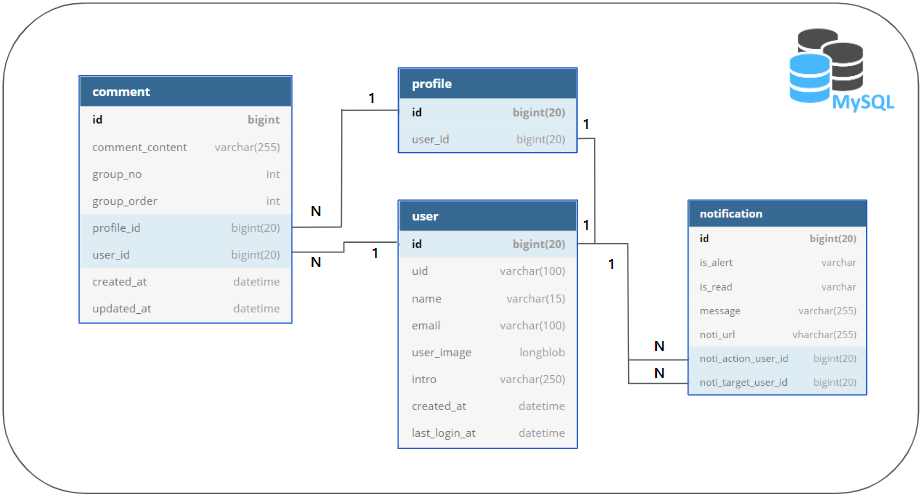 MySQL
comment
id bigint
comment_content varchar(255)
group_no int
group_order int
profile_id bigint(20)
user_id bigint(20)
created_at datetime
updated_at datetime
1
N
N
1
profile
id bigint(20)
user_id bigint(20)
1
1
1
user
id bigint(20)
uid varchar(100)
name varchar(15)
email varchar(100)
user_image longblob
intro varchar(250)
created_at datetime
last_login_at datetime
N
N
notification
id bigint(20)
is_alert varchar
is_read varchar
message varchar(255)
noti_url vharchar(255)
noti_action_user_id bigint(20)
noti_target_user_id bigint(20)